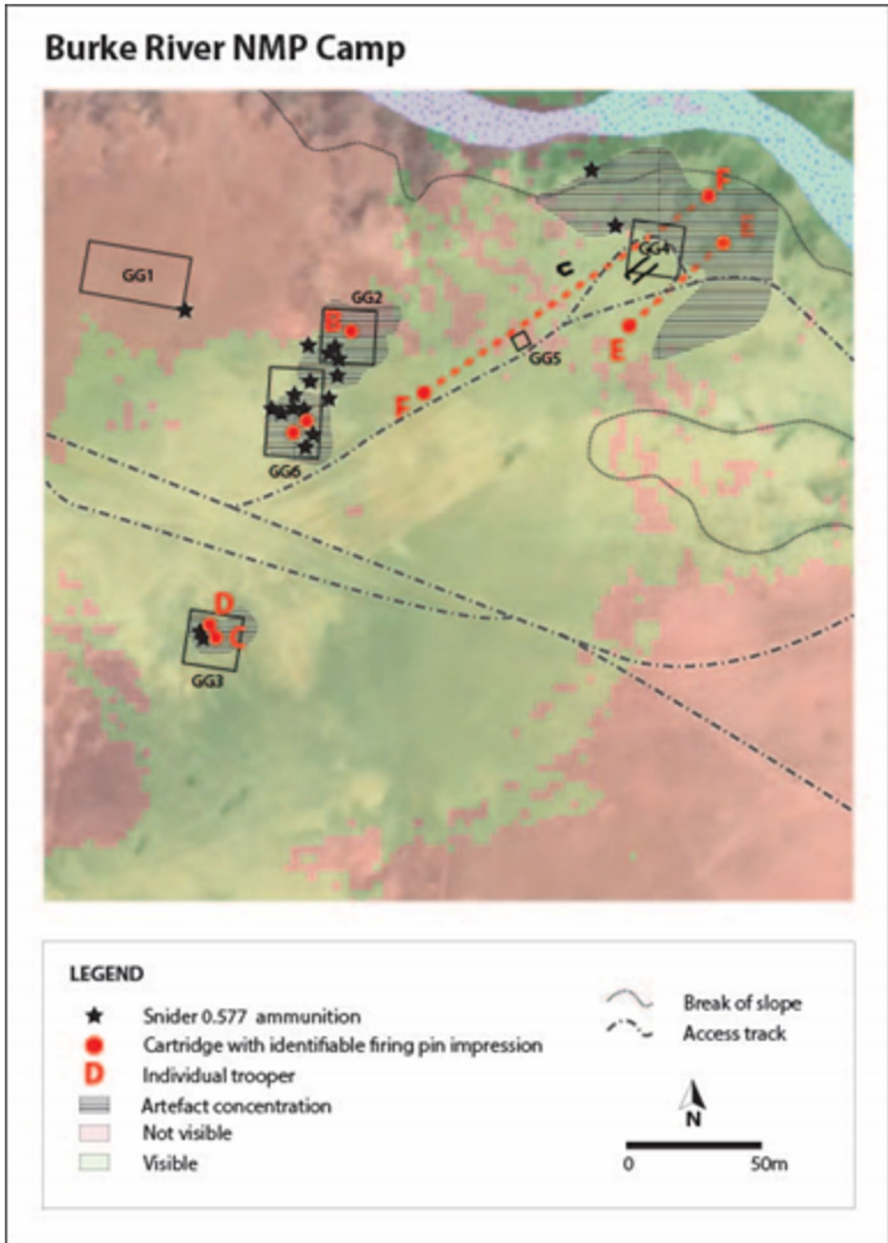 Burke River NMP Camp
F
E
GG4
GG1
GG2
B
GG5
E
F
GG6
D
C
GG3
LEGEND
Snider 0.577 ammunition
Cartridge with identifiable firing pin impression
D Individual trooper
Artefact concentration
Not visible
Visible
Break of slope
Access track
N
0 50m